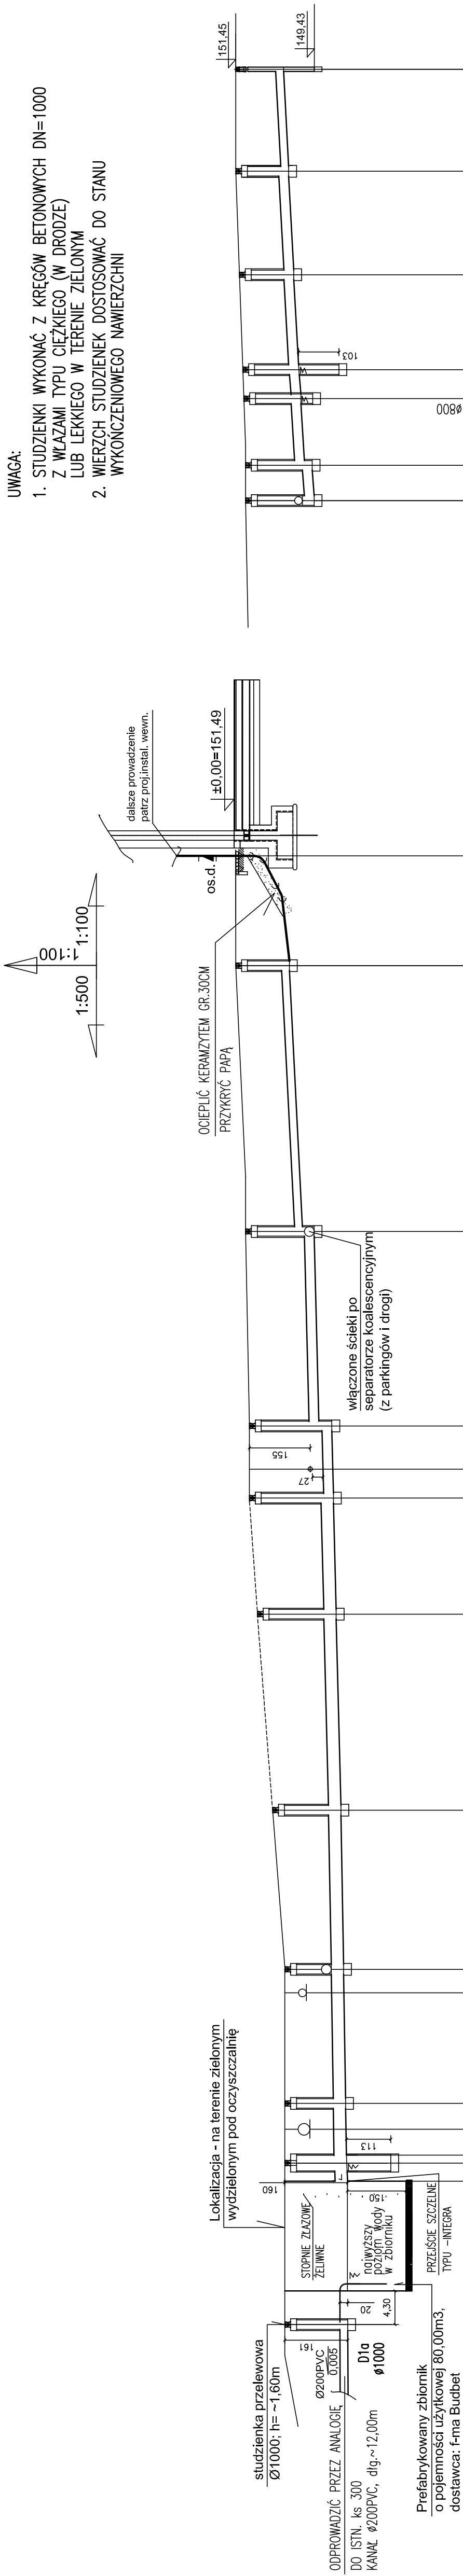 UWAGA:
1. STUDZIENKI WYKONAĆ Z KRĘGÓW BETONOWYCH DN=1000
Z WŁAZAMI TYPU CIĘŻKIEGO (W DRODZE)
LUB LEKKIEGO W TERENIE ZIELONYM
2. WIERZCH STUDZIENEK DOSTOSOWAĆ DO STANU
WYKOŃCZENIOWEGO NAWIERZCHNI
151,45
149,43
103
ø800
dalsze prowadzenie
patrz proj.instal. wewn.
±0,00=151,49
os.d.
1:100
1:500
1:100
OCIEPLIĆ KERAMZYTEM GR.30CM
PRZYKRYĆ PAPĄ
włączone ścieki po
separatorze koalescencyjnym
(z parkingów i drogi)
155
27
Lokalizacja - na terenie zielonym
wydzielonym pod oczyszczalnię
113
160
STOPNIE ZŁAZOWE
ŻELIWNE
150
najwyższy
poziom wody
w zbiorniku
PRZEJŚCIE SZCZELNE
TYPU -INTEGRA
studzienka przelewowa
Ø1000; h= ~1,60m
161
Ø200PVC
0,005
20
4,30
D1a
ø1000
ODPROWADZIĆ PRZEZ ANALOGIĘ
DO ISTN. ks 300
KANAŁ ø200PVC, dłg.~12,00m
Prefabrykowany zbiornik
o pojemności użytkowej 80,00m3,
dostawca: f-ma Budbet